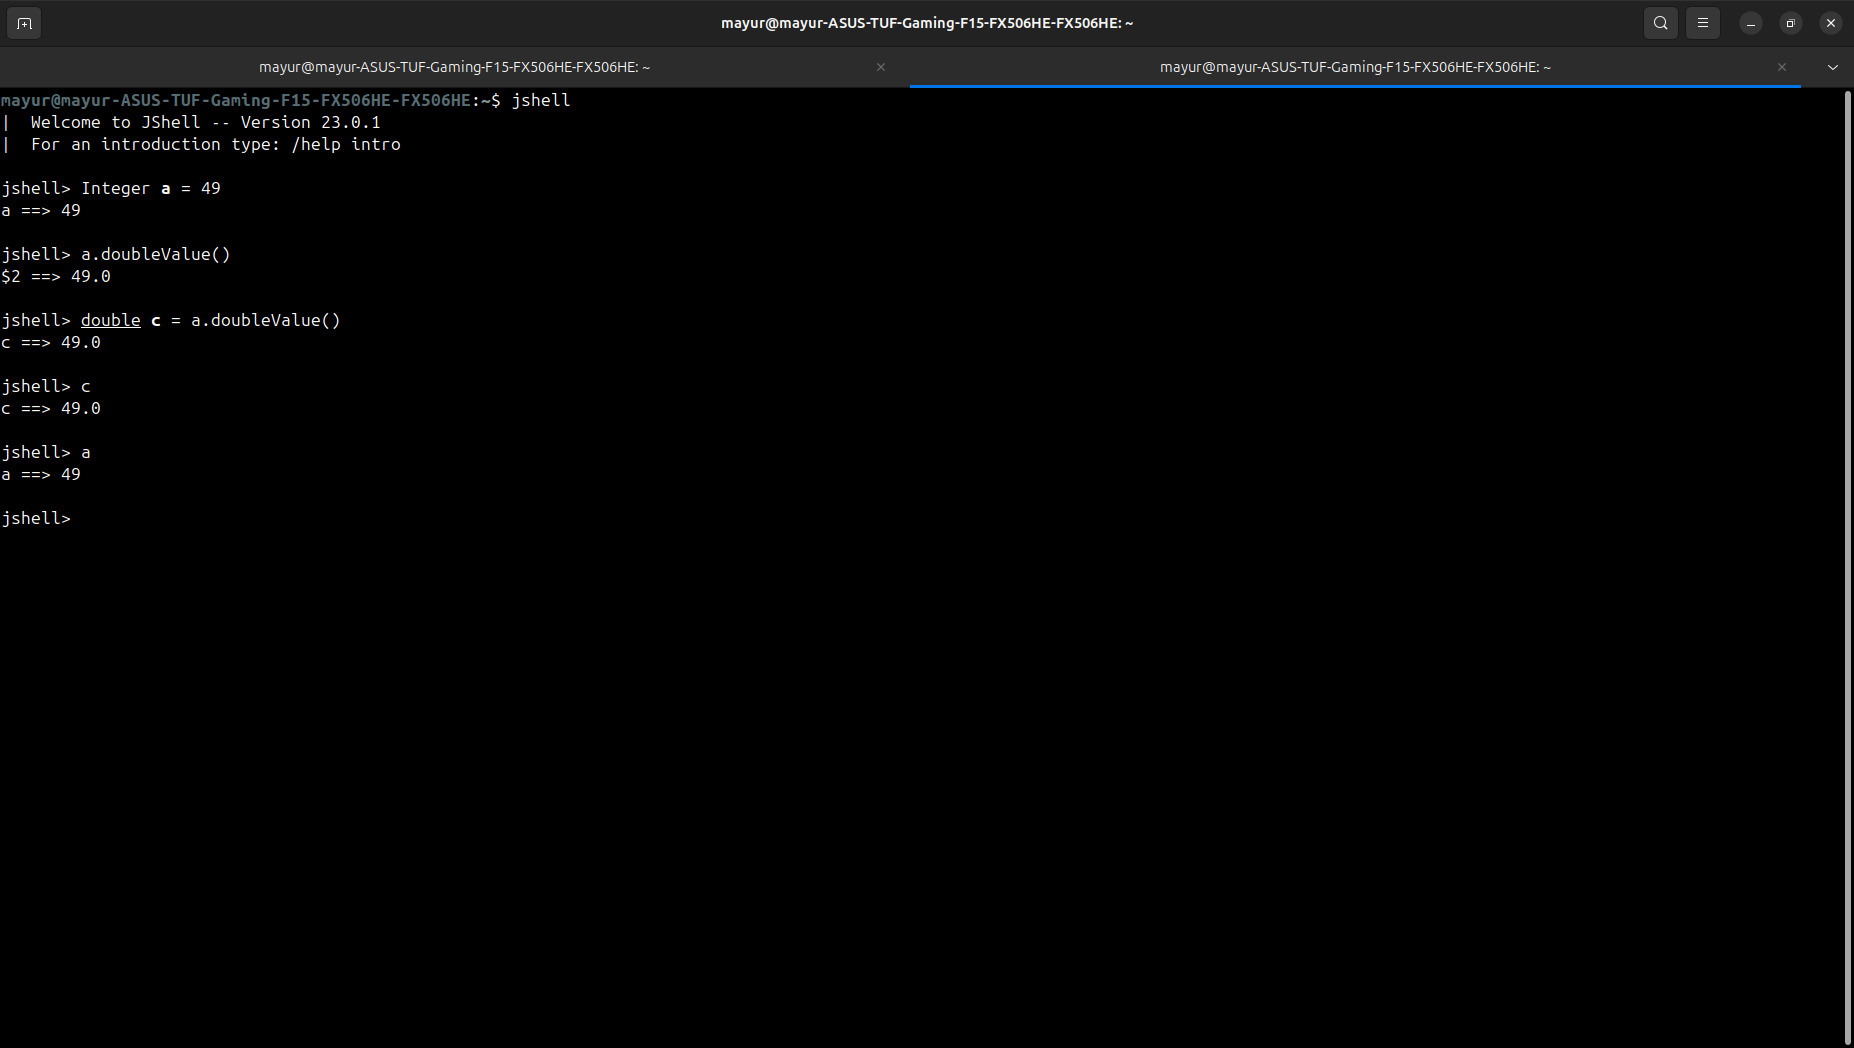 mayur@mayur-ASUS-TUF-Gaming-F15-FX506HE-FX506HE: ~
mayur@mayur-ASUS-TUF-Gaming-F15-FX506HE-FX506HE: ~
mayur@mayur-ASUS-TUF-Gaming-F15-FX506HE-FX506HE: ~
mayur@mayur-ASUS-TUF-Gaming-F15-FX506HE-FX506HE:~$ jshell
|  Welcome to JShell -- Version 23.0.1
|  For an introduction type: /help intro
jshell> Integer a = 49
a ==> 49
jshell> a.doubleValue()
$2 ==> 49.0
jshell> double c = a.doubleValue()
c ==> 49.0
jshell> c
c ==> 49.0
jshell> a
a ==> 49
jshell>